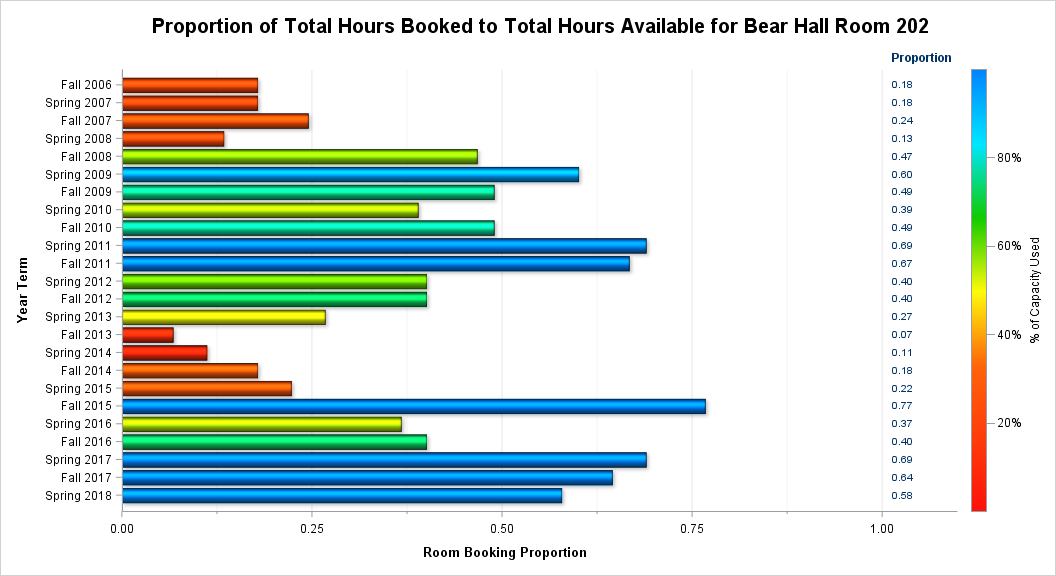 Proportion of Total Hours Booked to Total Hours Available for Bear Hall Room 202
Proportion
Fall 2006 0.18
Spring 2007 0.18
Fall 2007 0.24
Spring 2008 0.13
Fall 2008 0.47
Spring 2009 0.60
Fall 2009 0.49
Spring 2010 0.39
Fall 2010 0.49
Spring 2011 0.69
Fall 2011 0.67
Spring 2012 0.40
Fall 2012 0.40
Spring 2013 0.27
Fall 2013 0.07
Spring 2014 0.11
Fall 2014 0.18
Spring 2015 0.22
Fall 2015 0.77
Spring 2016 0.37
Fall 2016 0.40
Spring 2017 0.69
Fall 2017 0.64
Spring 2018 0.58
Year Term
0.00 0.25 0.50 0.75 1.00
Room Booking Proportion
80%
60%
40%
20%
% of Capacity Used